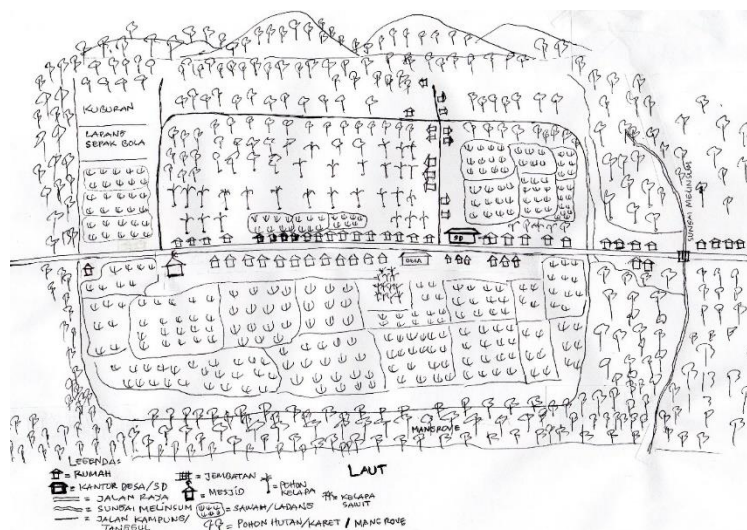 KUBURAN
LAPANG
SEPAK BOLA
SUNGAI MELINSUM
SD
DESA
MANGROVE
LAUT
LEGENDA:
= RUMAH
= KANTOR DESA/SD
= JALAN RAYA
= SUNGAI MELINSUM
= JALAN KAMPUNG/
TANGGUL
= JEMBATAN
= MESJID
= SAWAH/LADANG
= POHON
KELAPA
= KELAPA
SAWIT
= POHON HUTAN/KARET/MANGROVE